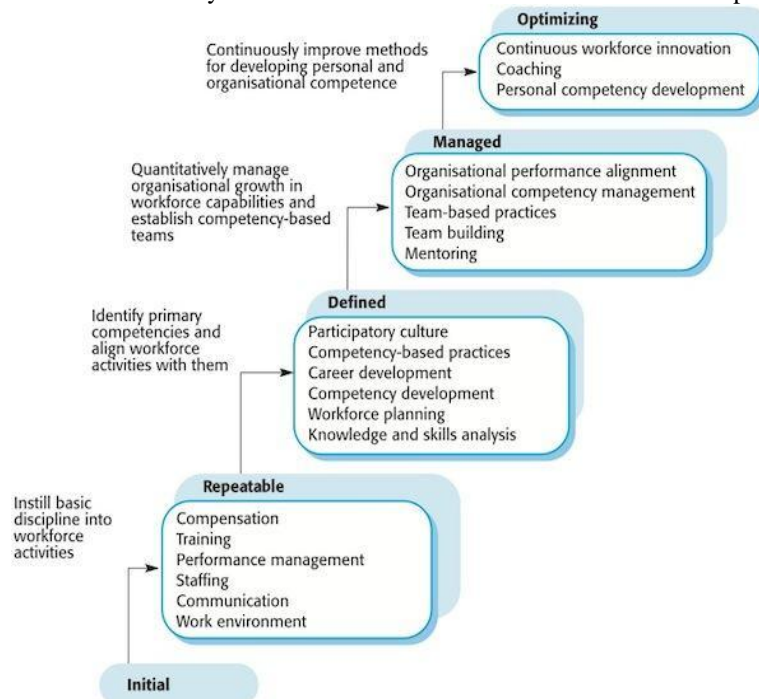 Optimizing
Continuously improve methods
for developing personal and
organisational competence
Continuous workforce innovation
Coaching
Personal competency development
Managed
Quantitatively manage
organisational growth in
workforce capabilities and
establish competency-based
teams
Organisational performance alignment
Organisational competency management
Team-based practices
Team building
Mentoring
Defined
Identify primary
competencies and
align workforce
activities with them
Participatory culture
Competency-based practices
Career development
Competency development
Workforce planning
Knowledge and skills analysis
Repeatable
Instill basic
discipline into
workforce
activities
Compensation
Training
Performance management
Staffing
Communication
Work environment
Initial